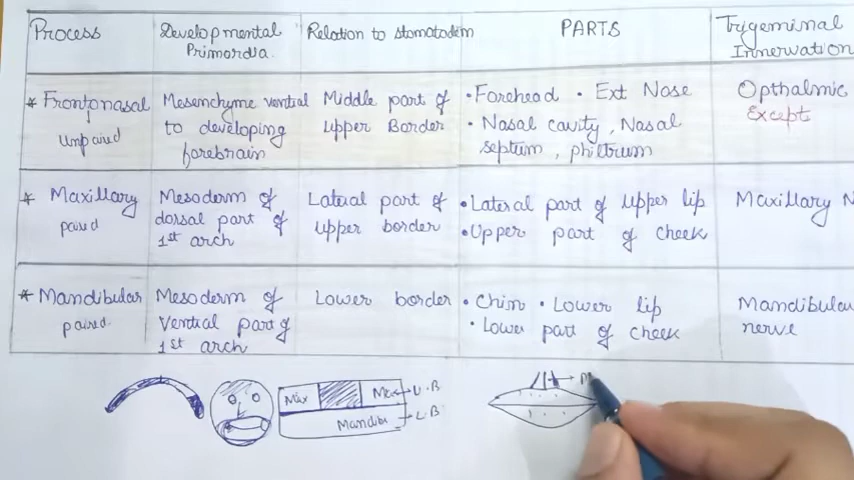 Process
Developmental
Primordia.
Relation to stomatodem
PARTS
Trigeminal
Innervation
* Frontonasal
Unpaired
Mesenchyme ventral
to developing
forebrain
Middle part of
Upper Border
• Forehead • Ext Nose
• Nasal cavity, Nasal
septum, philtrum
Opthalmic
Except
* Maxillary
paired
Mesoderm of
dorsal part of
1st arch
Lateral part of
upper border
• Lateral part of upper lip
• Upper part of cheek
Maxillary N
* Mandibular
paired
Mesoderm of
Ventral part of
1st arch
Lower border
• Chin • Lower lip
• Lower part of cheek
Mandibular
nerve
Max
Max
U.B
Mandibu
L.B